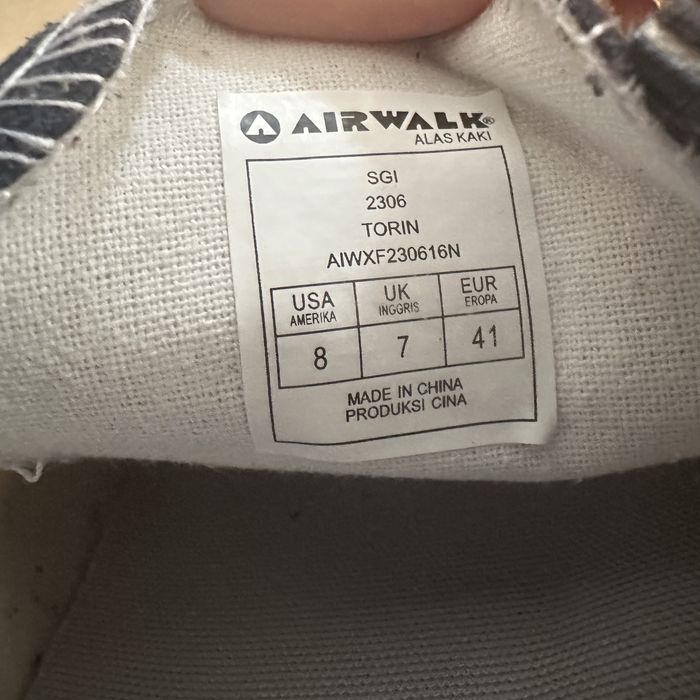 AIRWALK®
ALAS KAKI
SGI
2306
TORIN
AIWXF230616N
USA UK EUR
AMERIKA INGGRIS EROPA
8 7 41
MADE IN CHINA
PRODUKSI CINA